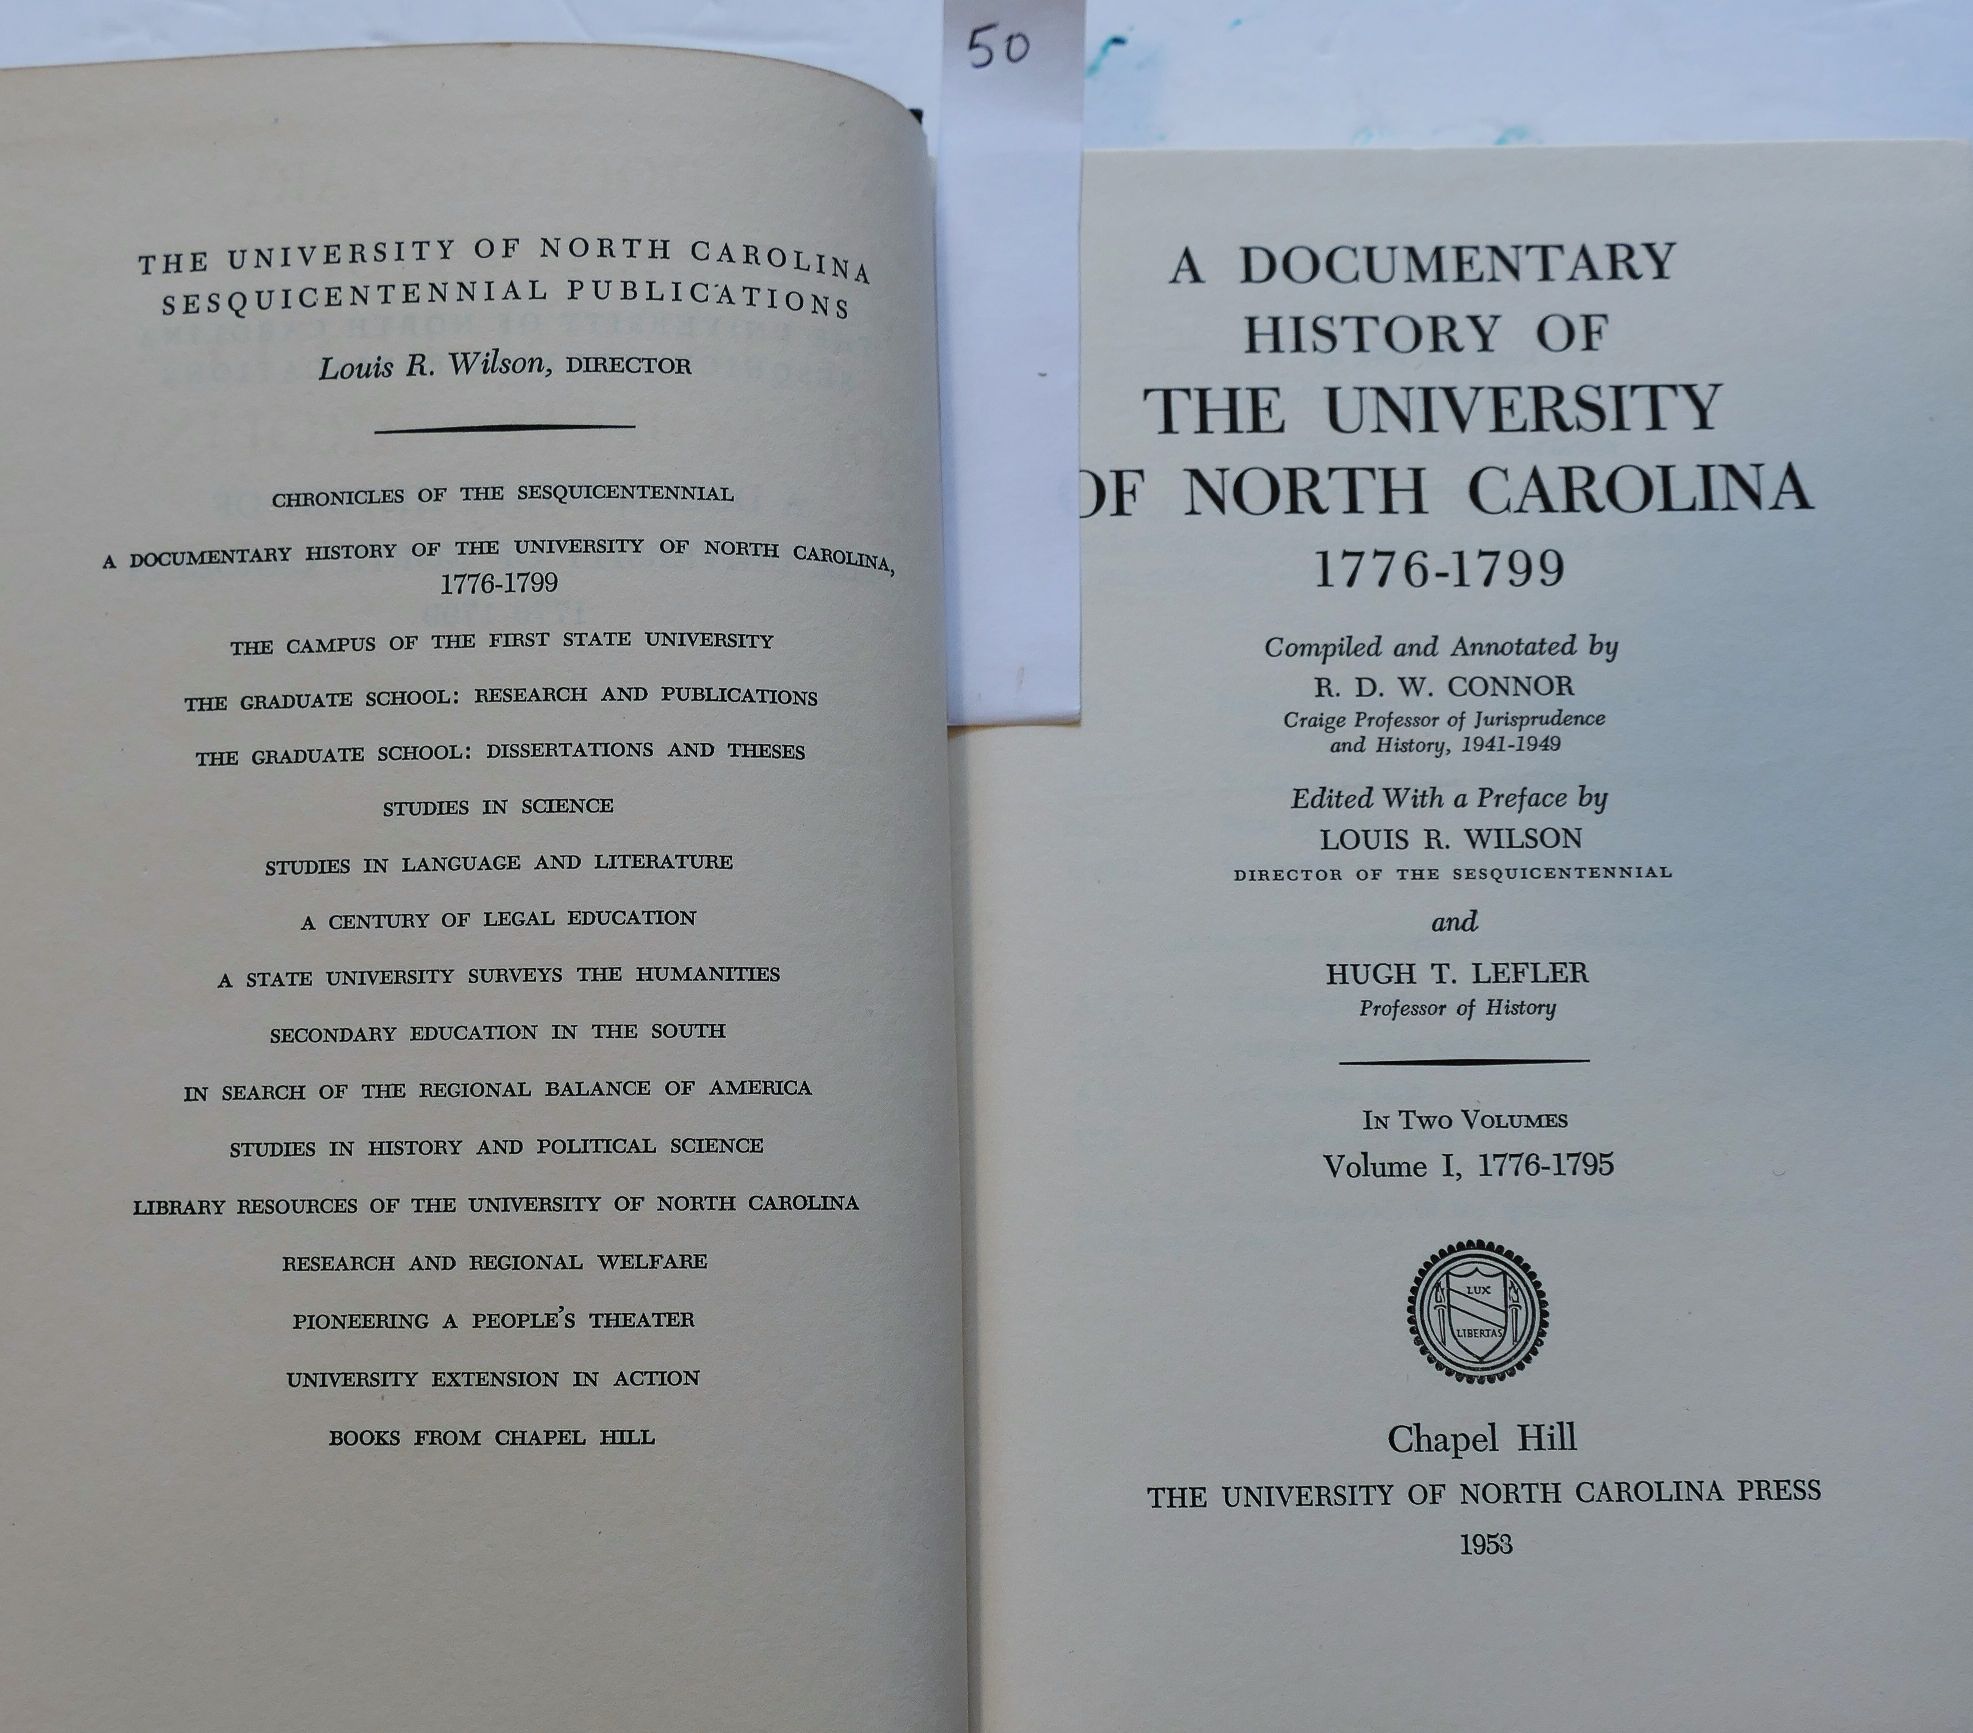 THE UNIVERSITY OF NORTH CAROLINA
SESQUICENTENNIAL PUBLICATIONS
Louis R. Wilson, DIRECTOR
CHRONICLES OF THE SESQUICENTENNIAL
A DOCUMENTARY HISTORY OF THE UNIVERSITY OF NORTH CAROLINA,
1776-1799
THE CAMPUS OF THE FIRST STATE UNIVERSITY
THE GRADUATE SCHOOL: RESEARCH AND PUBLICATIONS
THE GRADUATE SCHOOL: DISSERTATIONS AND THESES
STUDIES IN SCIENCE
STUDIES IN LANGUAGE AND LITERATURE
A CENTURY OF LEGAL EDUCATION
A STATE UNIVERSITY SURVEYS THE HUMANITIES
SECONDARY EDUCATION IN THE SOUTH
IN SEARCH OF THE REGIONAL BALANCE OF AMERICA
STUDIES IN HISTORY AND POLITICAL SCIENCE
LIBRARY RESOURCES OF THE UNIVERSITY OF NORTH CAROLINA
RESEARCH AND REGIONAL WELFARE
PIONEERING A PEOPLE'S THEATER
UNIVERSITY EXTENSION IN ACTION
BOOKS FROM CHAPEL HILL
50
A DOCUMENTARY
HISTORY OF
THE UNIVERSITY
OF NORTH CAROLINA
1776-1799
Compiled and Annotated by
R. D. W. CONNOR
Craige Professor of Jurisprudence
and History, 1941-1949
Edited With a Preface by
LOUIS R. WILSON
DIRECTOR OF THE SESQUICENTENNIAL
and
HUGH T. LEFLER
Professor of History
IN TWO VOLUMES
Volume I, 1776-1795
LUX
LIBERTAS
Chapel Hill
THE UNIVERSITY OF NORTH CAROLINA PRESS
1953